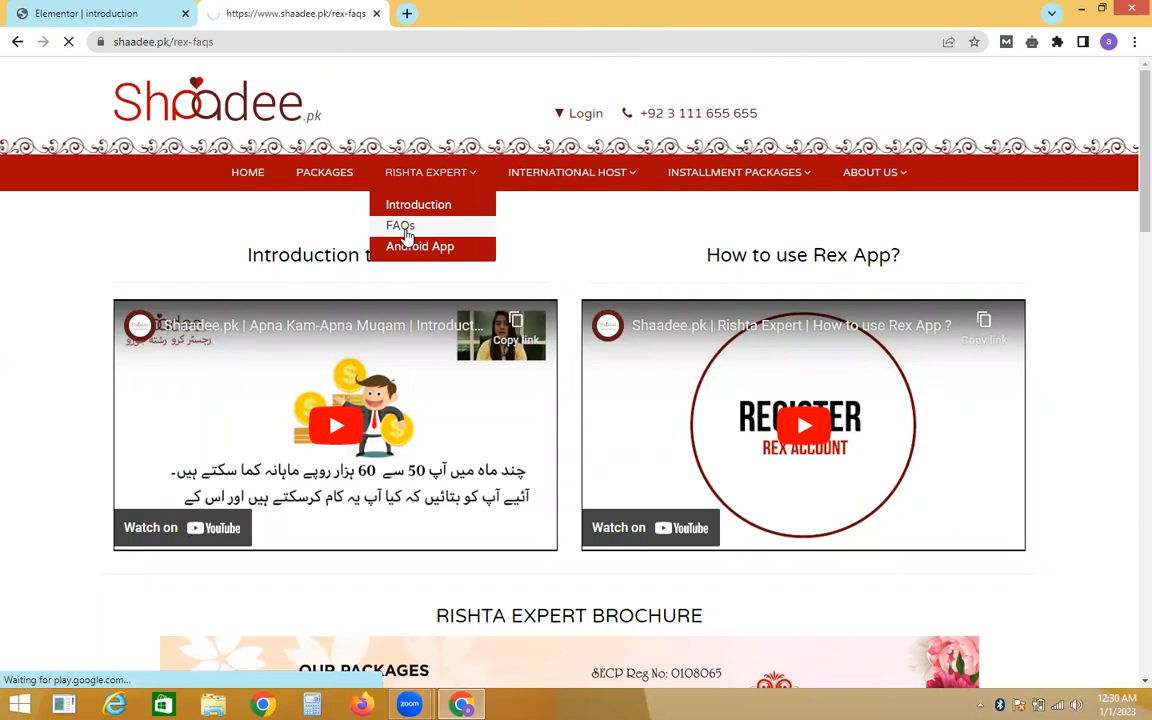 Elementor | introduction
https://www.shaadee.pk/rex-faqs
shaadee.pk/rex-faqs
a
Shaadee.pk
Login
+92 3 111 655 655
HOME
PACKAGES
RISHTA EXPERT
INTERNATIONAL HOST
INSTALLMENT PACKAGES
ABOUT US
Introduction
FAQs
Android App
Introduction t
How to use Rex App?
Shaadee.pk | Apna Kam-Apna Muqam | Introduct...
Copy link
رجسٹر کرو رشتہ جوڑو
چند ماہ میں آپ 50 سے 60 ہزار روپے ماہانہ کما سکتے ہیں۔
آئیے آپ کو بتائیں کہ کیا آپ یہ کام کرسکتے ہیں اور اس کے
Watch on YouTube
Shaadee.pk | Rishta Expert | How to use Rex App ?
Copy link
REGISTER
REX ACCOUNT
Watch on YouTube
RISHTA EXPERT BROCHURE
OUR PACKAGES
SECP Reg No: 0108065
Waiting for play.google.com...
zoom
a
12:30 AM
1/1/2023